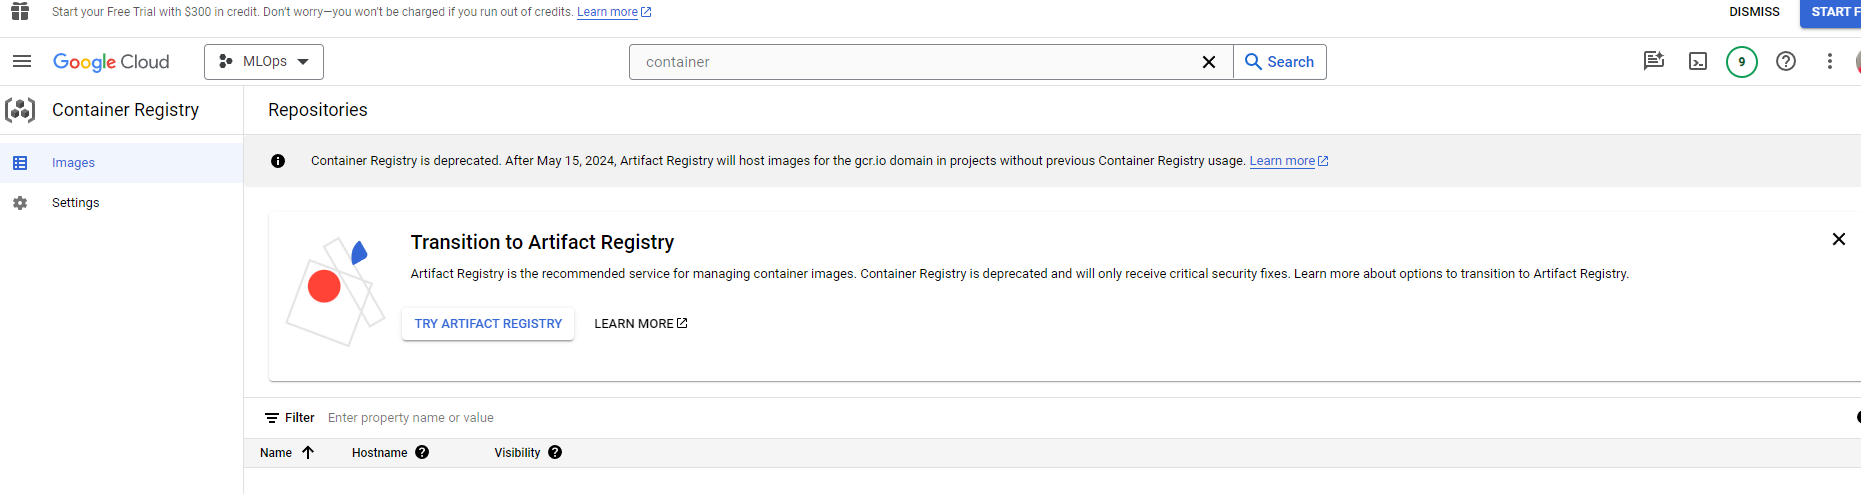 Start your Free Trial with $300 in credit. Don't worry—you won't be charged if you run out of credits. Learn more
DISMISS
START F
Google Cloud
MLOps
container
Search
9
Container Registry
Repositories
Images
Settings
Container Registry is deprecated. After May 15, 2024, Artifact Registry will host images for the gcr.io domain in projects without previous Container Registry usage. Learn more
Transition to Artifact Registry
Artifact Registry is the recommended service for managing container images. Container Registry is deprecated and will only receive critical security fixes. Learn more about options to transition to Artifact Registry.
TRY ARTIFACT REGISTRY
LEARN MORE
Filter Enter property name or value
Name Hostname Visibility